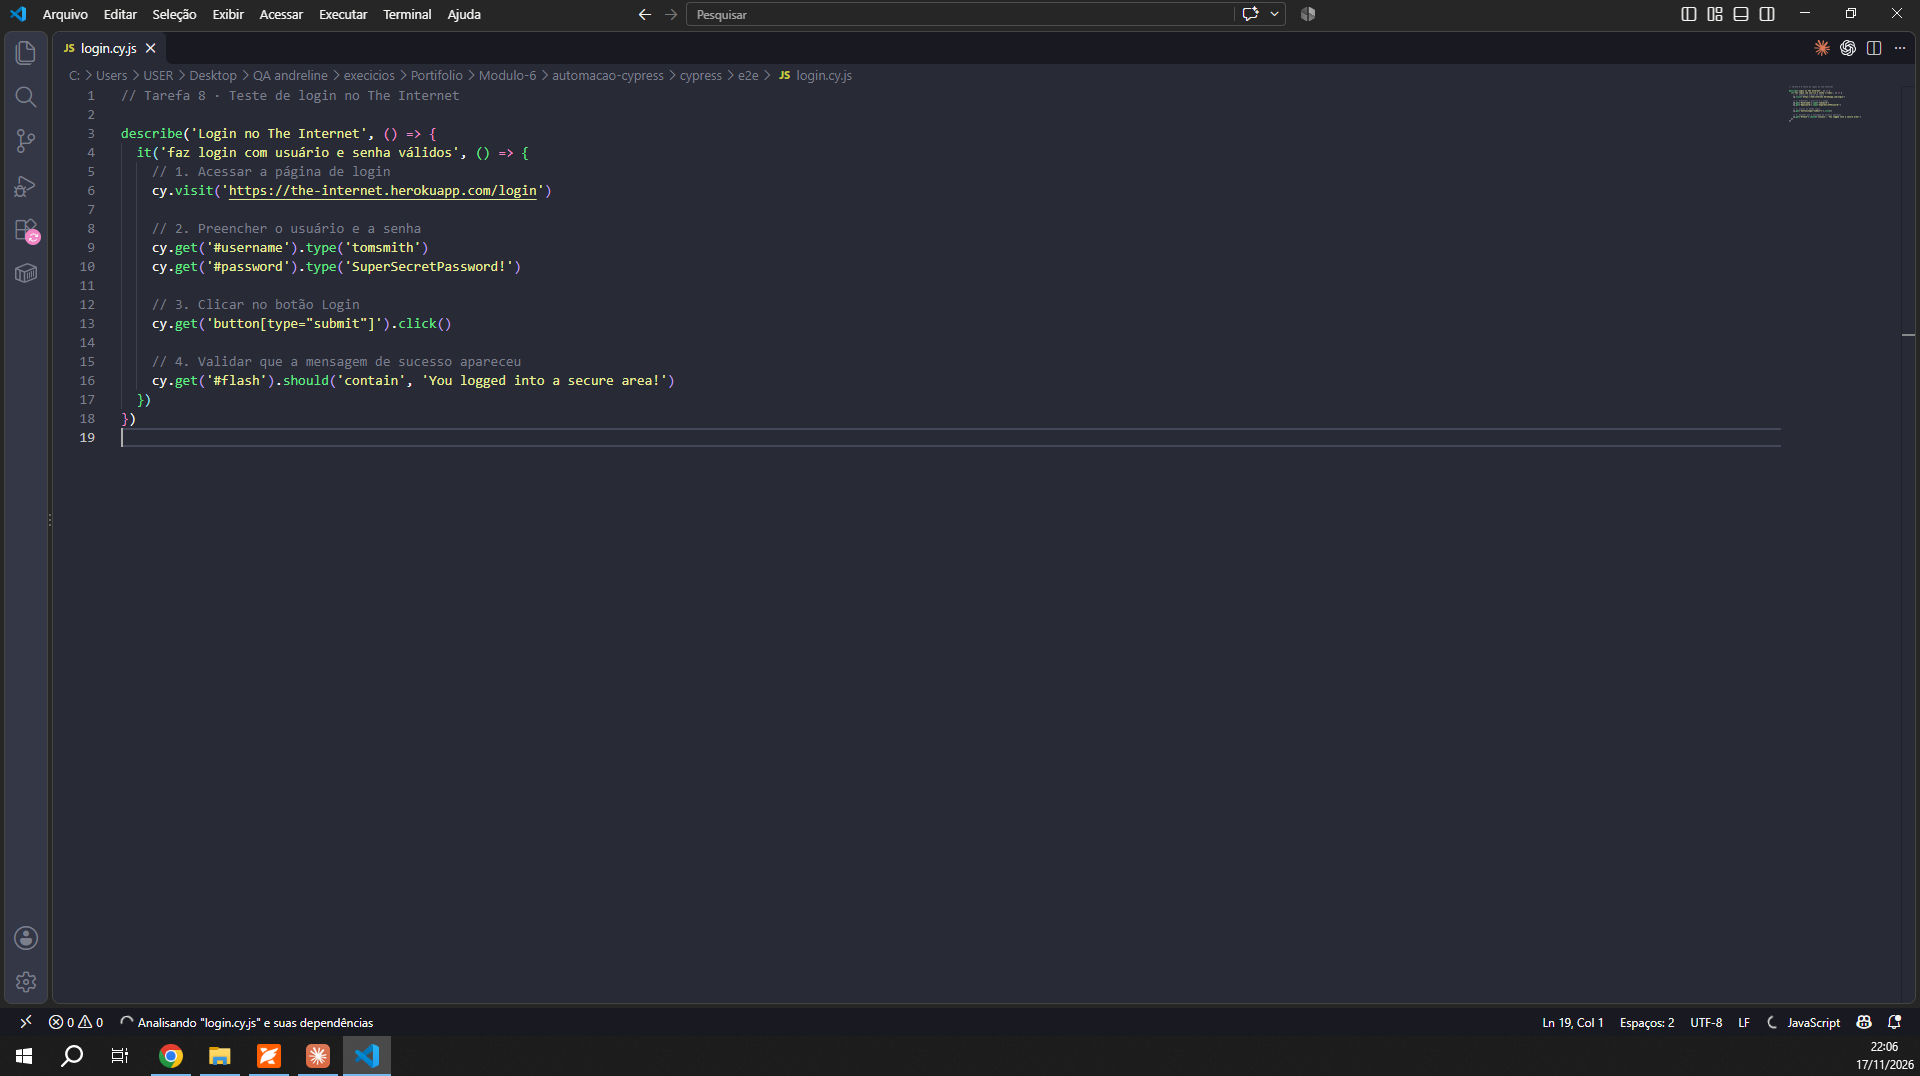 Arquivo Editar Seleção Exibir Acessar Executar Terminal Ajuda Pesquisar
JS login.cy.js
C: > Users > USER > Desktop > QA andreline > execicios > Portifolio > Modulo-6 > automacao-cypress > cypress > e2e > JS login.cy.js
1 // Tarefa 8 · Teste de login no The Internet
2
3 describe('Login no The Internet', () => {
4 it('faz login com usuário e senha válidos', () => {
5 // 1. Acessar a página de login
6 cy.visit('https://the-internet.herokuapp.com/login')
7
8 // 2. Preencher o usuário e a senha
9 cy.get('#username').type('tomsmith')
10 cy.get('#password').type('SuperSecretPassword!')
11
12 // 3. Clicar no botão Login
13 cy.get('button[type="submit"]').click()
14
15 // 4. Validar que a mensagem de sucesso apareceu
16 cy.get('#flash').should('contain', 'You logged into a secure area!')
17 })
18 })
19
0 0 Analisando "login.cy.js" e suas dependências Ln 19, Col 1 Espaços: 2 UTF-8 LF JavaScript
22:06
17/11/2026